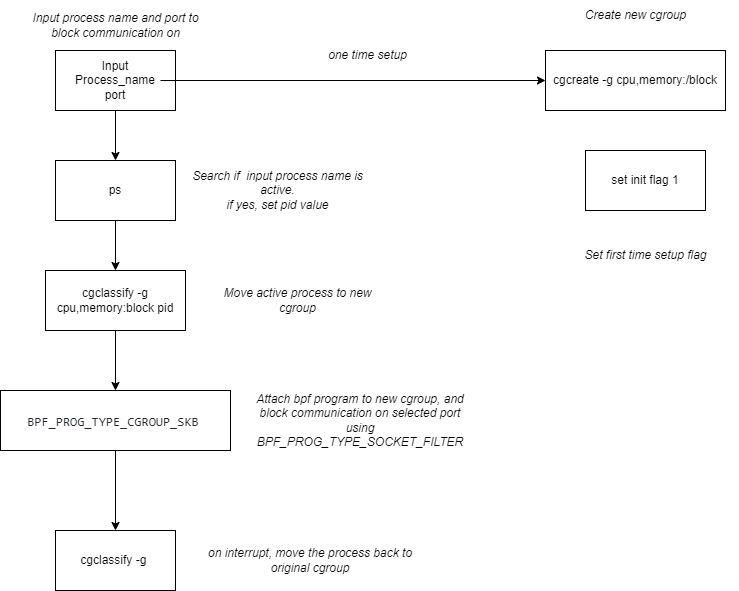 Input process name and port to
block communication on
Create new cgroup
Input
Process_name
port
one time setup
cgcreate -g cpu,memory:/block
ps
Search if  input process name is
active.
if yes, set pid value
set init flag 1
Set first time setup flag
cgclassify -g
cpu,memory:block pid
Move active process to new
cgroup
BPF_PROG_TYPE_CGROUP_SKB
Attach bpf program to new cgroup, and
block communication on selected port
using
BPF_PROG_TYPE_SOCKET_FILTER
cgclassify -g
on interrupt, move the process back to
original cgroup